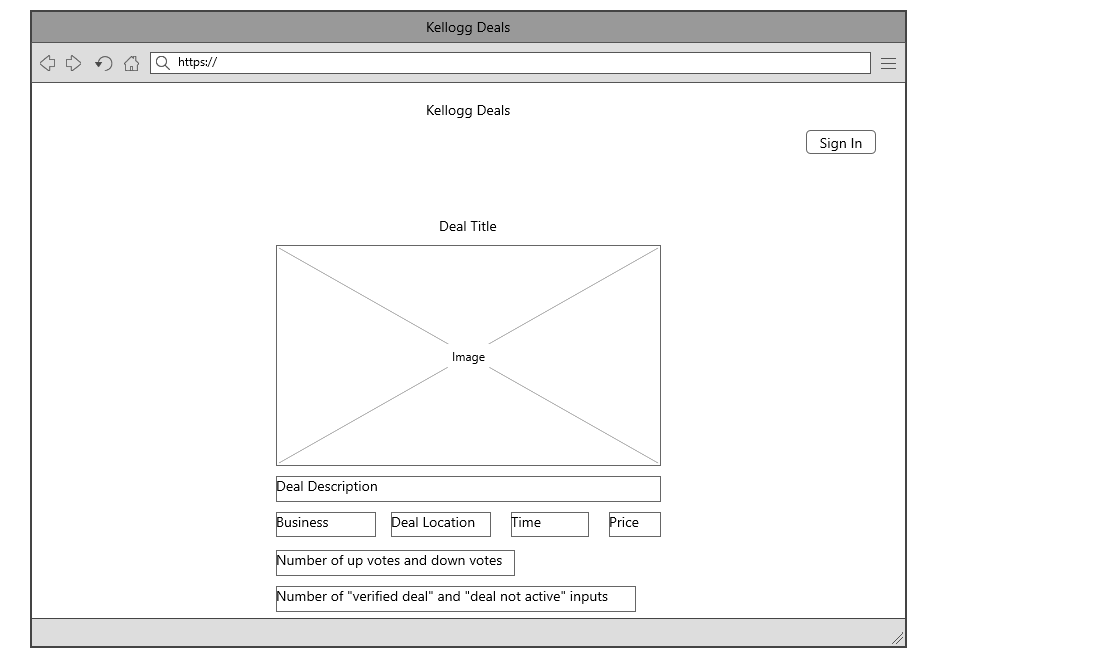 Kellogg Deals
https://
Kellogg Deals
Sign In
Deal Title
Image
Deal Description
Business Deal Location Time Price
Number of up votes and down votes
Number of "verified deal" and "deal not active" inputs